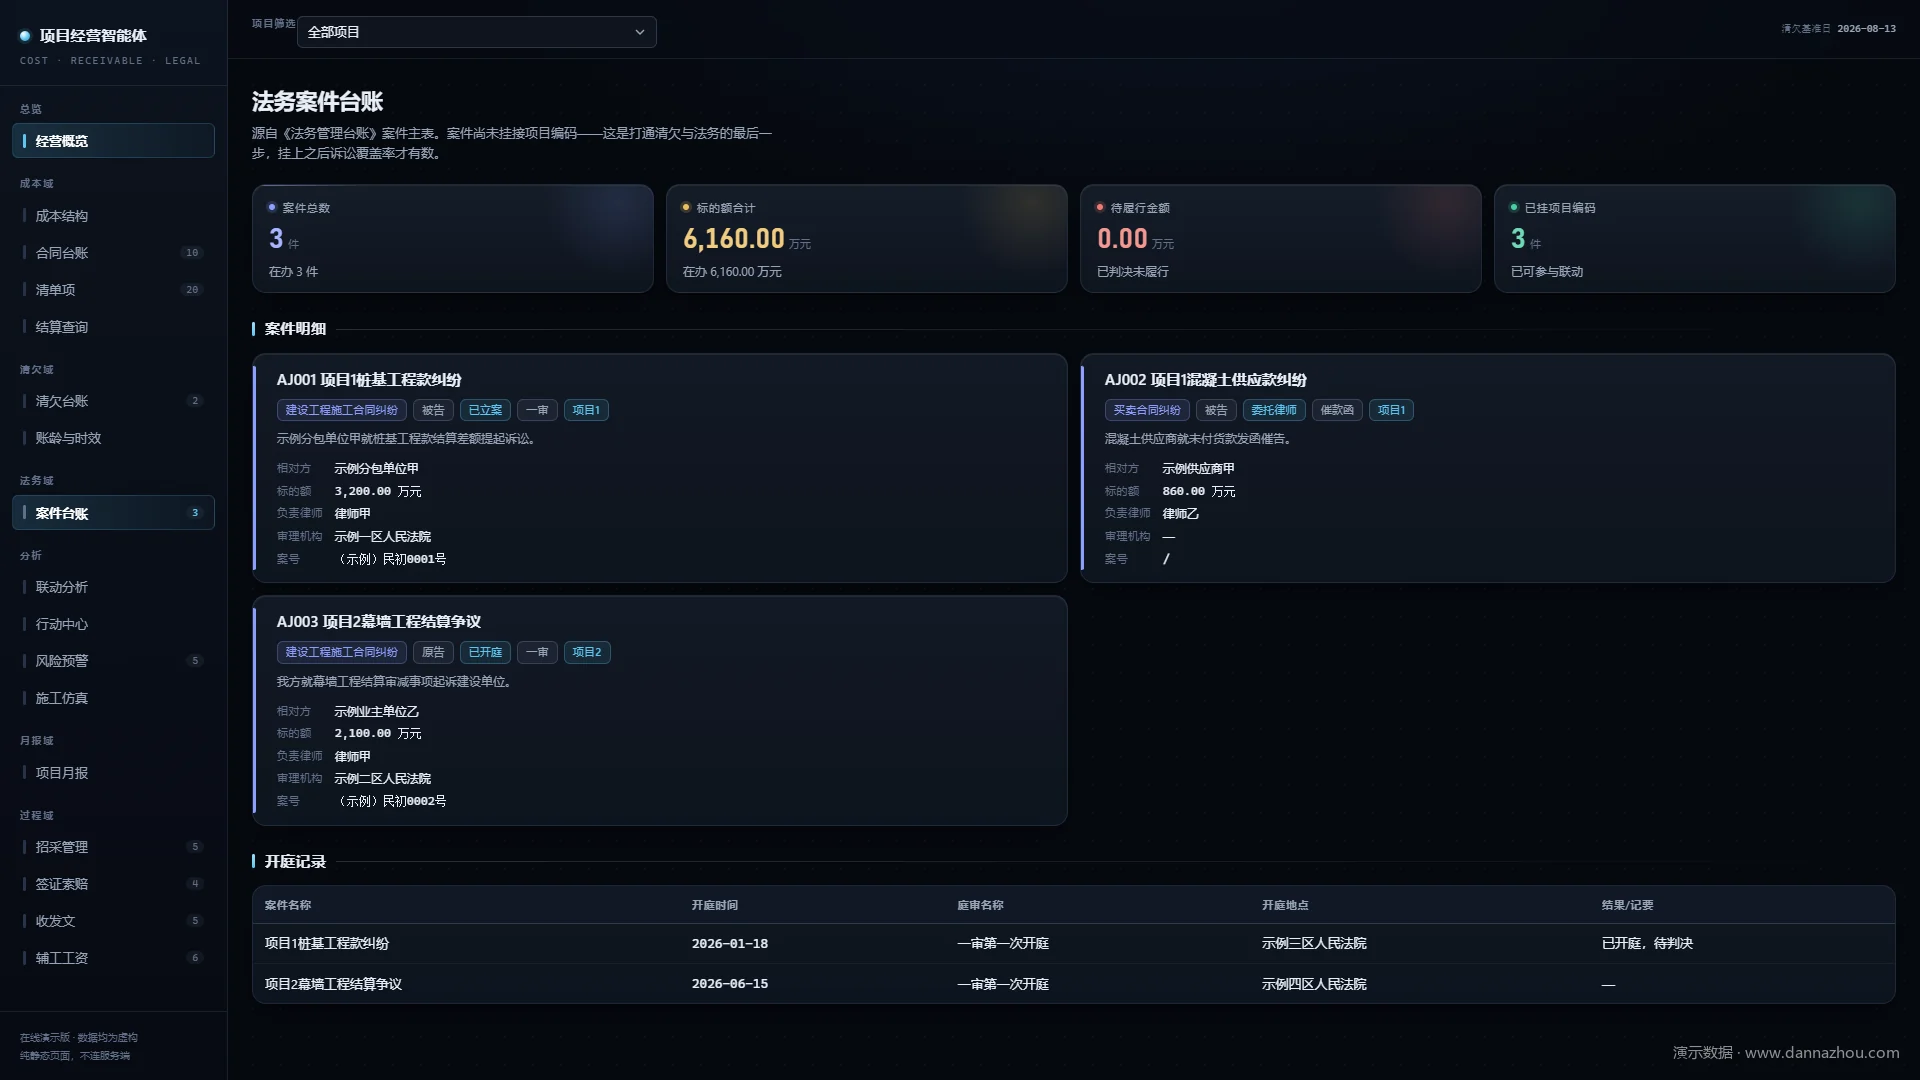 项目经营智能体
COST · RECEIVABLE · LEGAL
总览
经营概览
成本域
成本结构
合同台账 10
清单项 20
结算查询
清欠域
清欠台账 2
账龄与时效
法务域
案件台账 3
分析
联动分析
行动中心
风险预警 5
施工仿真
月报域
项目月报
过程域
招采管理 5
签证索赔 4
收发文 5
辅工工资 6
在线演示版 · 数据均为虚构
纯静态页面，不连服务端
项目筛选 全部项目
清欠基准日 2026-08-13
法务案件台账
源自《法务管理台账》案件主表。案件尚未挂接项目编码——这是打通清欠与法务的最后一
步，挂上之后诉讼覆盖率才有数。
案件总数
3 件
在办 3 件
标的额合计
6,160.00 万元
在办 6,160.00 万元
待履行金额
0.00 万元
已判决未履行
已挂项目编码
3 件
已可参与联动
案件明细
AJ001 项目1桩基工程款纠纷
建设工程施工合同纠纷 被告 已立案 一审 项目1
示例分包单位甲就桩基工程款结算差额提起诉讼。
相对方 示例分包单位甲
标的额 3,200.00 万元
负责律师 律师甲
审理机构 示例一区人民法院
案号 （示例）民初0001号
AJ002 项目1混凝土供应款纠纷
买卖合同纠纷 被告 委托律师 催款函 项目1
混凝土供应商就未付货款发函催告。
相对方 示例供应商甲
标的额 860.00 万元
负责律师 律师乙
审理机构 —
案号 /
AJ003 项目2幕墙工程结算争议
建设工程施工合同纠纷 原告 已开庭 一审 项目2
我方就幕墙工程结算审减事项起诉建设单位。
相对方 示例业主单位乙
标的额 2,100.00 万元
负责律师 律师甲
审理机构 示例二区人民法院
案号 （示例）民初0002号
开庭记录
案件名称 开庭时间 庭审名称 开庭地点 结果/记要
项目1桩基工程款纠纷 2026-01-18 一审第一次开庭 示例三区人民法院 已开庭，待判决
项目2幕墙工程结算争议 2026-06-15 一审第一次开庭 示例四区人民法院 —
演示数据 · www.dannazhou.com